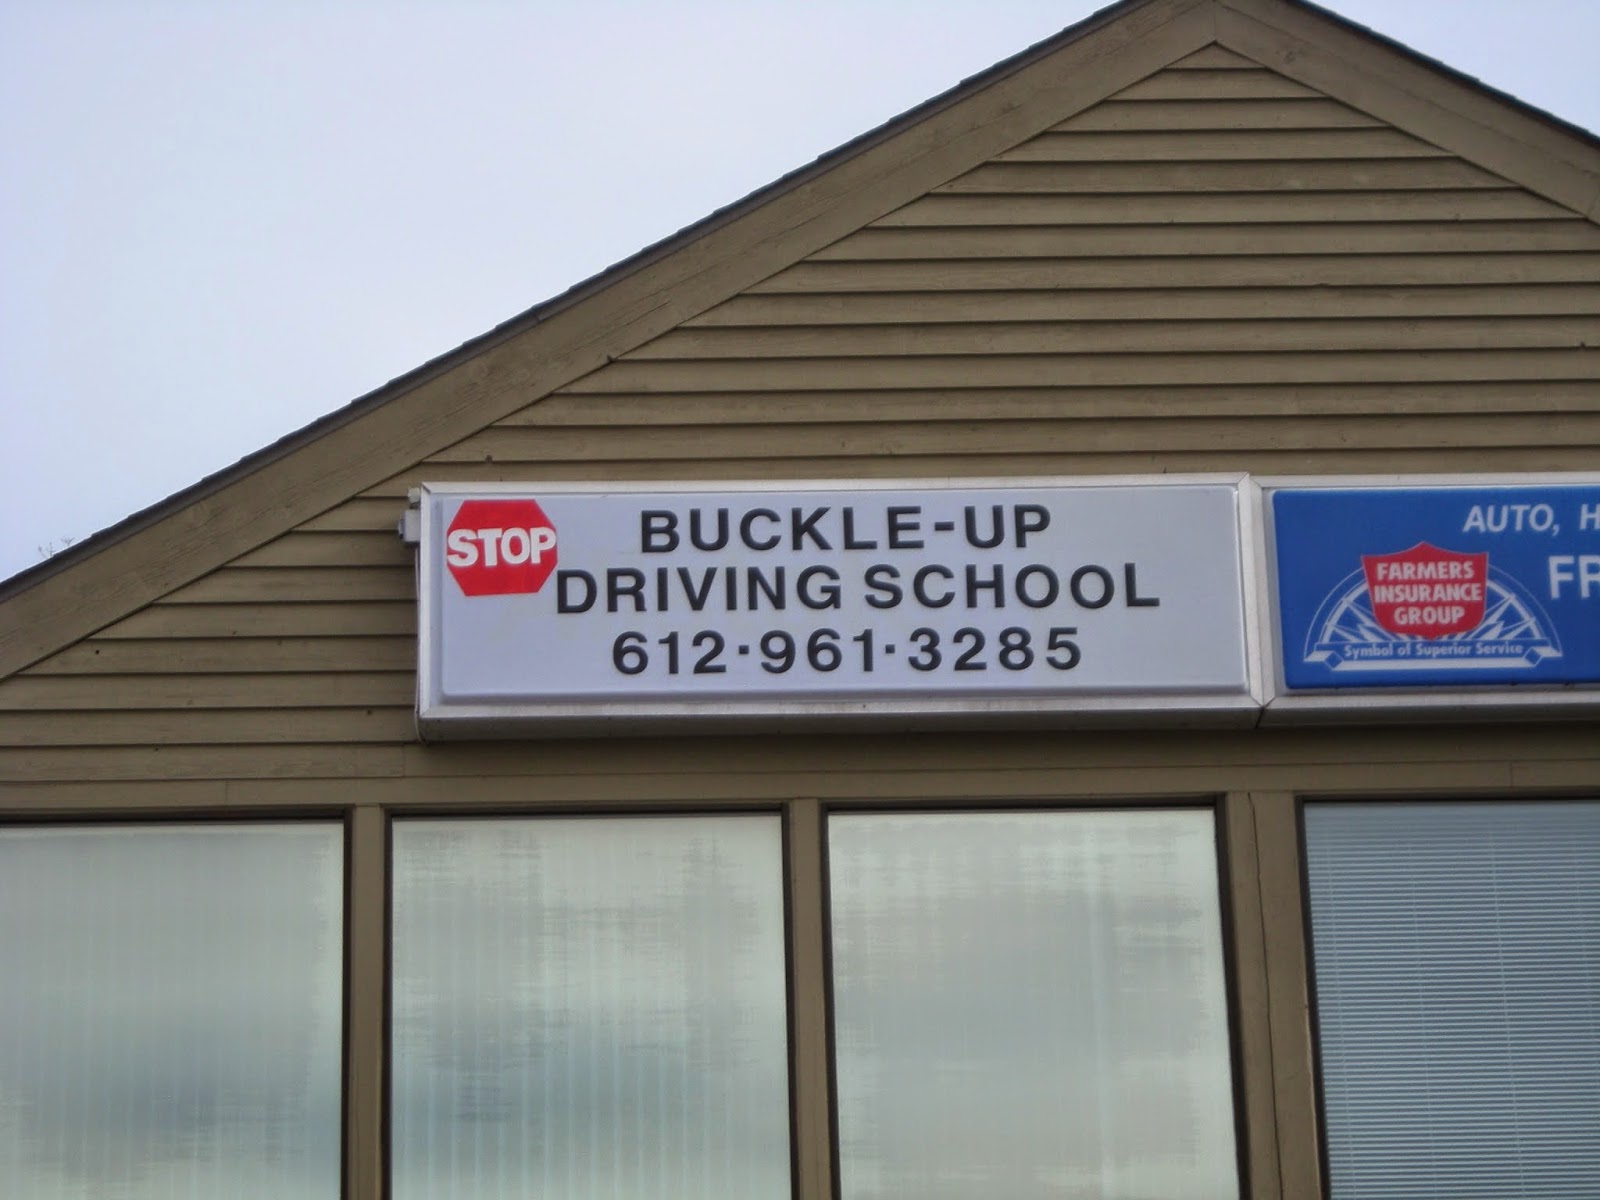 STOP
BUCKLE-UP
DRIVING SCHOOL
612·961·3285
AUTO, H
FR
FARMERS
INSURANCE
GROUP
Symbol of Superior Service